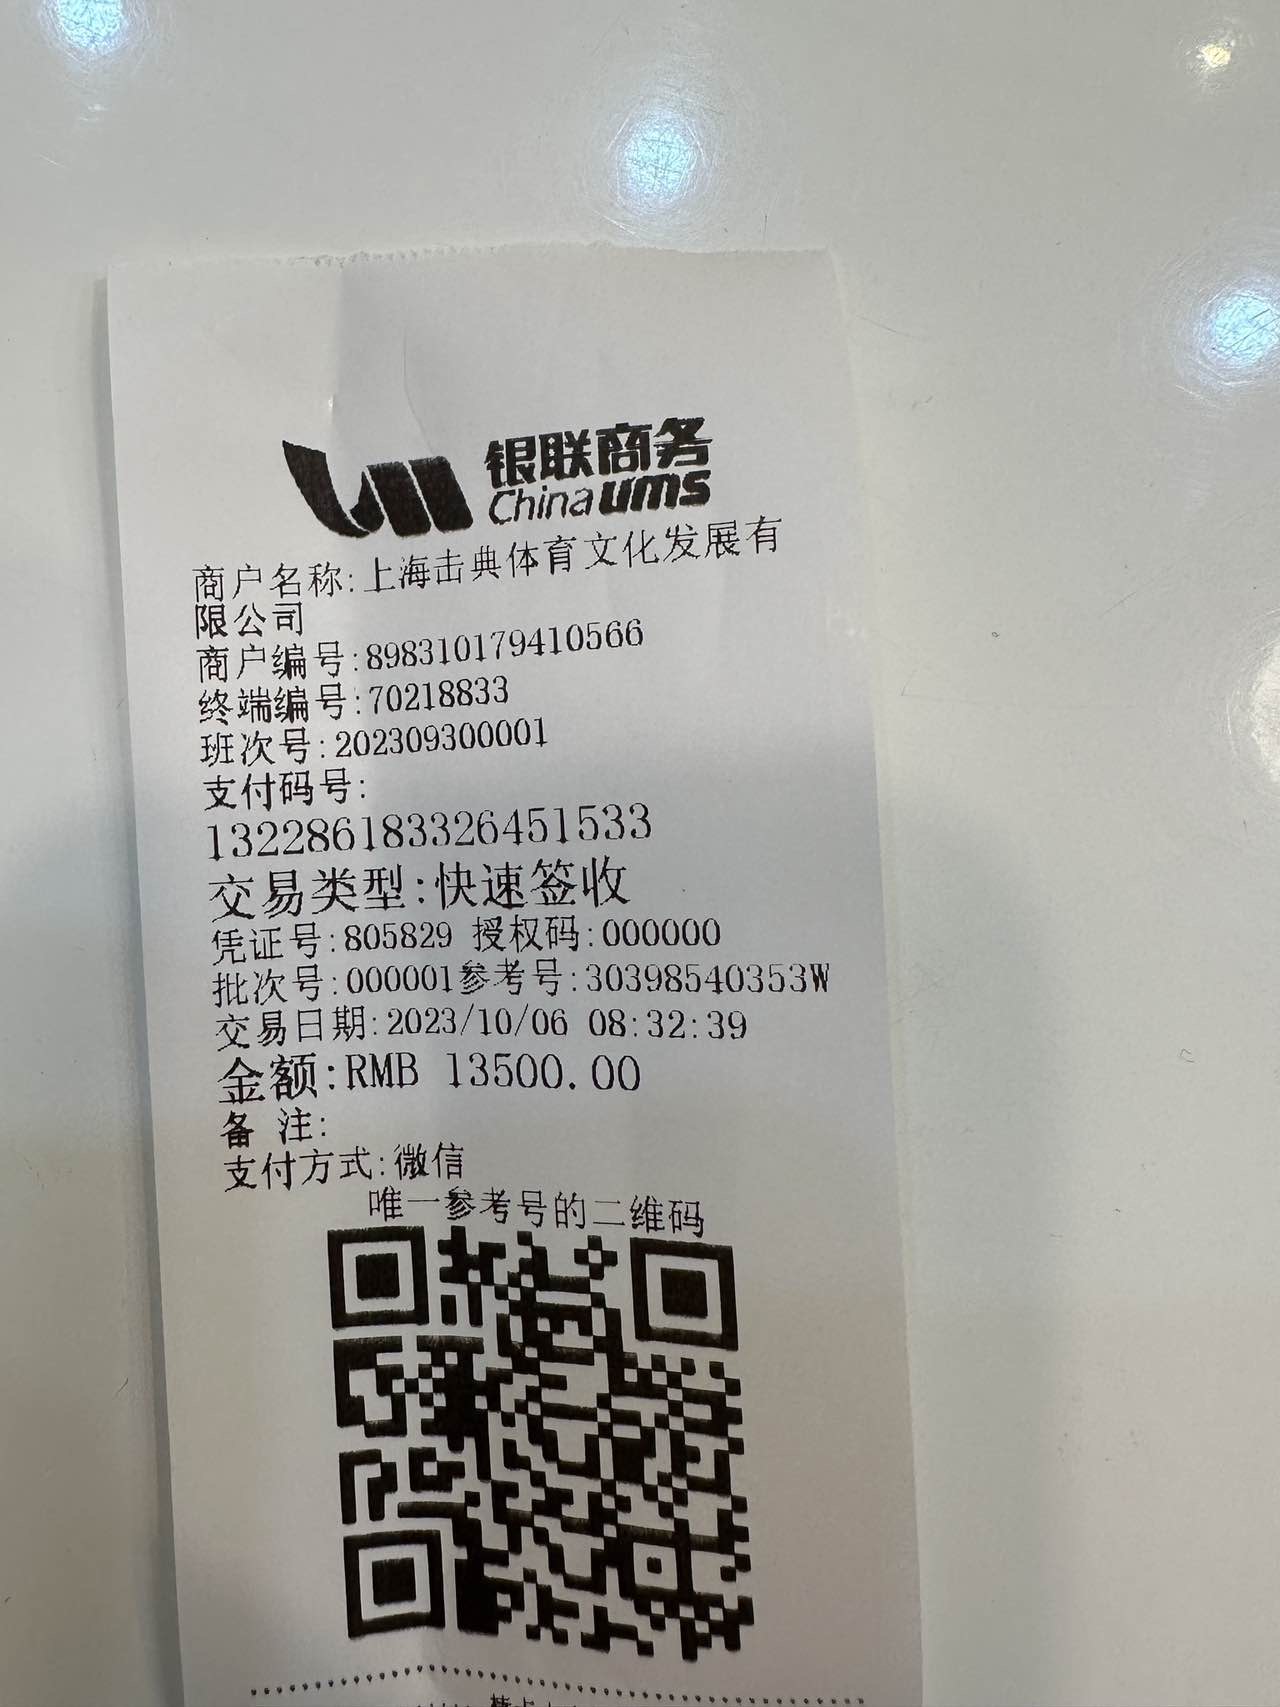 银联商务
China ums
商户名称:上海击典体育文化发展有
限公司
商户编号:898310179410566
终端编号:70218833
班次号:202309300001
支付码号:
132286183326451533
交易类型:快速签收
凭证号:805829 授权码:000000
批次号:000001参考号:30398540353W
交易日期:2023/10/06 08:32:39
金额:RMB 13500.00
备 注:
支付方式:微信
唯一参考号的二维码